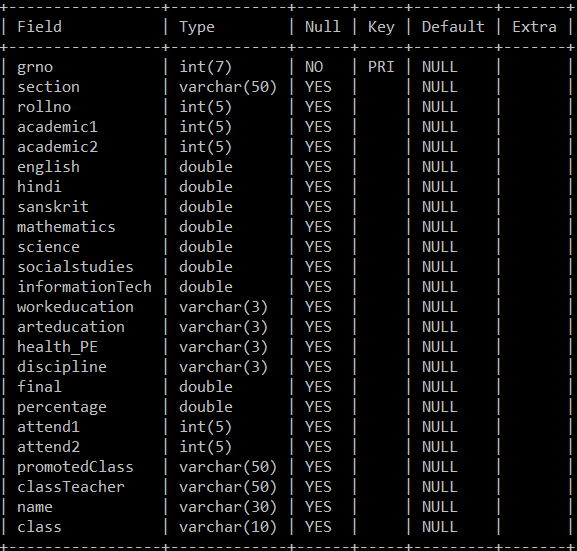 +----------------+-------------+------+-----+---------+-------+
| Field          | Type        | Null | Key | Default | Extra |
+----------------+-------------+------+-----+---------+-------+
| grno           | int(7)      | NO   | PRI | NULL    |       |
| section        | varchar(50) | YES  |     | NULL    |       |
| rollno         | int(5)      | YES  |     | NULL    |       |
| academic1      | int(5)      | YES  |     | NULL    |       |
| academic2      | int(5)      | YES  |     | NULL    |       |
| english        | double      | YES  |     | NULL    |       |
| hindi          | double      | YES  |     | NULL    |       |
| sanskrit       | double      | YES  |     | NULL    |       |
| mathematics    | double      | YES  |     | NULL    |       |
| science        | double      | YES  |     | NULL    |       |
| socialstudies  | double      | YES  |     | NULL    |       |
| informationTech | double      | YES  |     | NULL    |       |
| workeducation  | varchar(3)  | YES  |     | NULL    |       |
| arteducation   | varchar(3)  | YES  |     | NULL    |       |
| health_PE      | varchar(3)  | YES  |     | NULL    |       |
| discipline     | varchar(3)  | YES  |     | NULL    |       |
| final          | double      | YES  |     | NULL    |       |
| percentage     | double      | YES  |     | NULL    |       |
| attend1        | int(5)      | YES  |     | NULL    |       |
| attend2        | int(5)      | YES  |     | NULL    |       |
| promotedClass  | varchar(50) | YES  |     | NULL    |       |
| classTeacher   | varchar(50) | YES  |     | NULL    |       |
| name           | varchar(30) | YES  |     | NULL    |       |
| class          | varchar(10) | YES  |     | NULL    |       |
+----------------+-------------+------+-----+---------+-------+